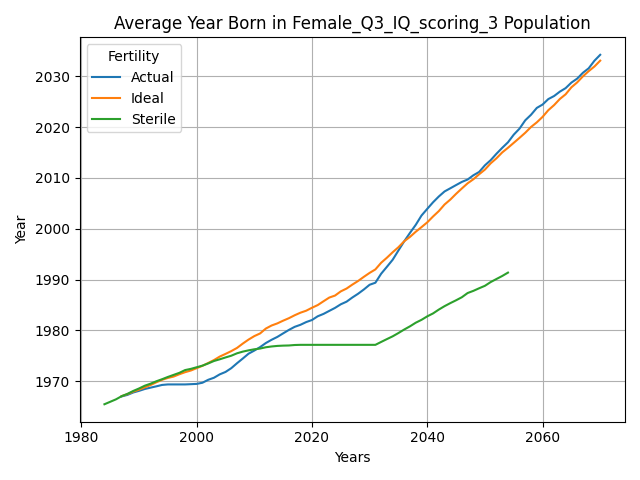 Average Year Born in Female_Q3_IQ_scoring_3 Population
Fertility
Actual
Ideal
Sterile
Year
2030
2020
2010
2000
1990
1980
1970
1980
2000
2020
2040
2060
Years